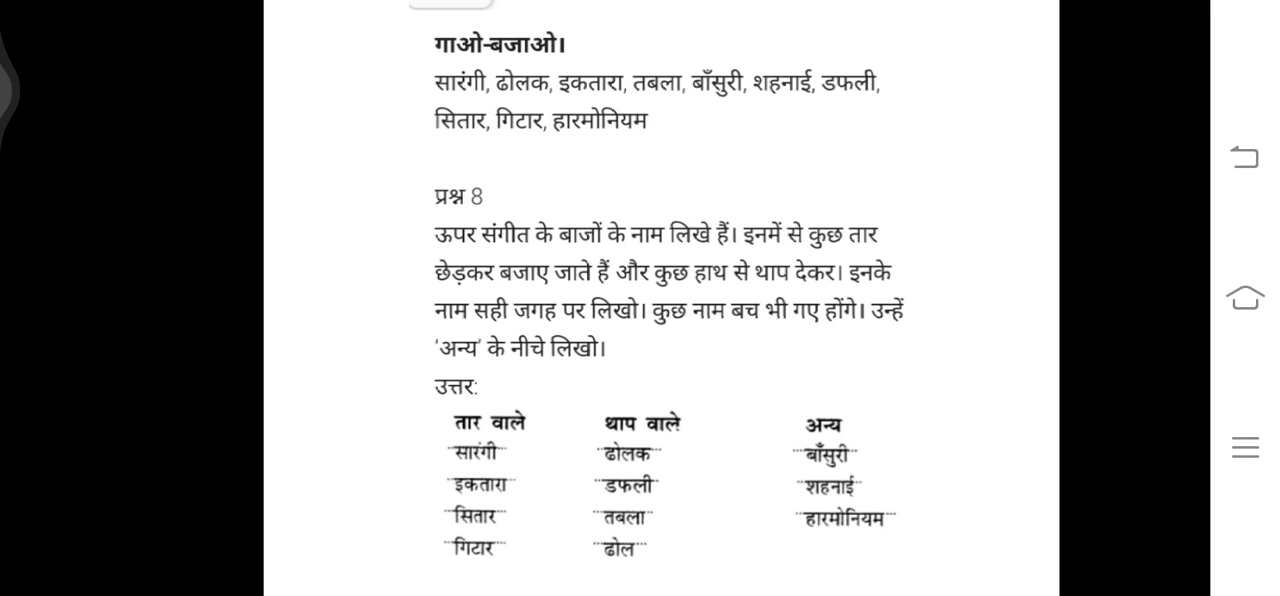 गाओ-बजाओ।
सारंगी, ढोलक, इकतारा, तबला, बाँसुरी, शहनाई, डफली,
सितार, गिटार, हारमोनियम
प्रश्न 8
ऊपर संगीत के बाजों के नाम लिखे हैं। इनमें से कुछ तार
छेड़कर बजाए जाते हैं और कुछ हाथ से थाप देकर। इनके
नाम सही जगह पर लिखो। कुछ नाम बच भी गए होंगे। उन्हें
‘अन्य’ के नीचे लिखो।
उत्तर:
तार वाले थाप वाले अन्य
सारंगी ढोलक बाँसुरी
इकतारा डफली शहनाई
सितार तबला हारमोनियम
गिटार ढोल